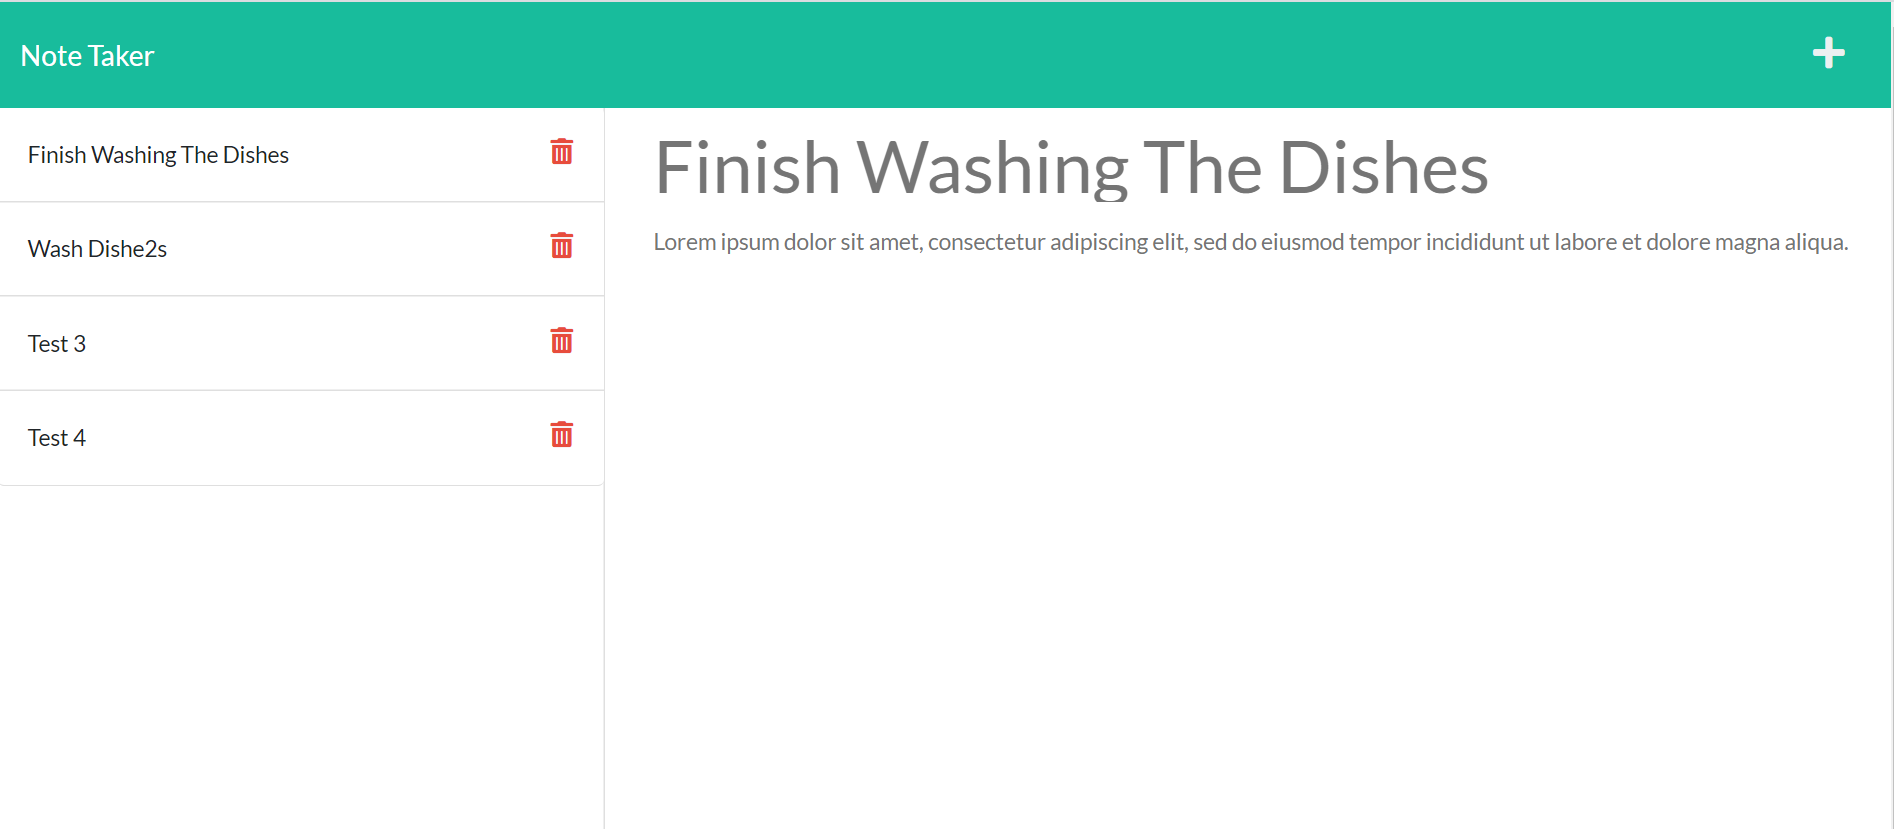 Note Taker
Finish Washing The Dishes
Wash Dishe2s
Test 3
Test 4
Finish Washing The Dishes
Lorem ipsum dolor sit amet, consectetur adipiscing elit, sed do eiusmod tempor incididunt ut labore et dolore magna aliqua.